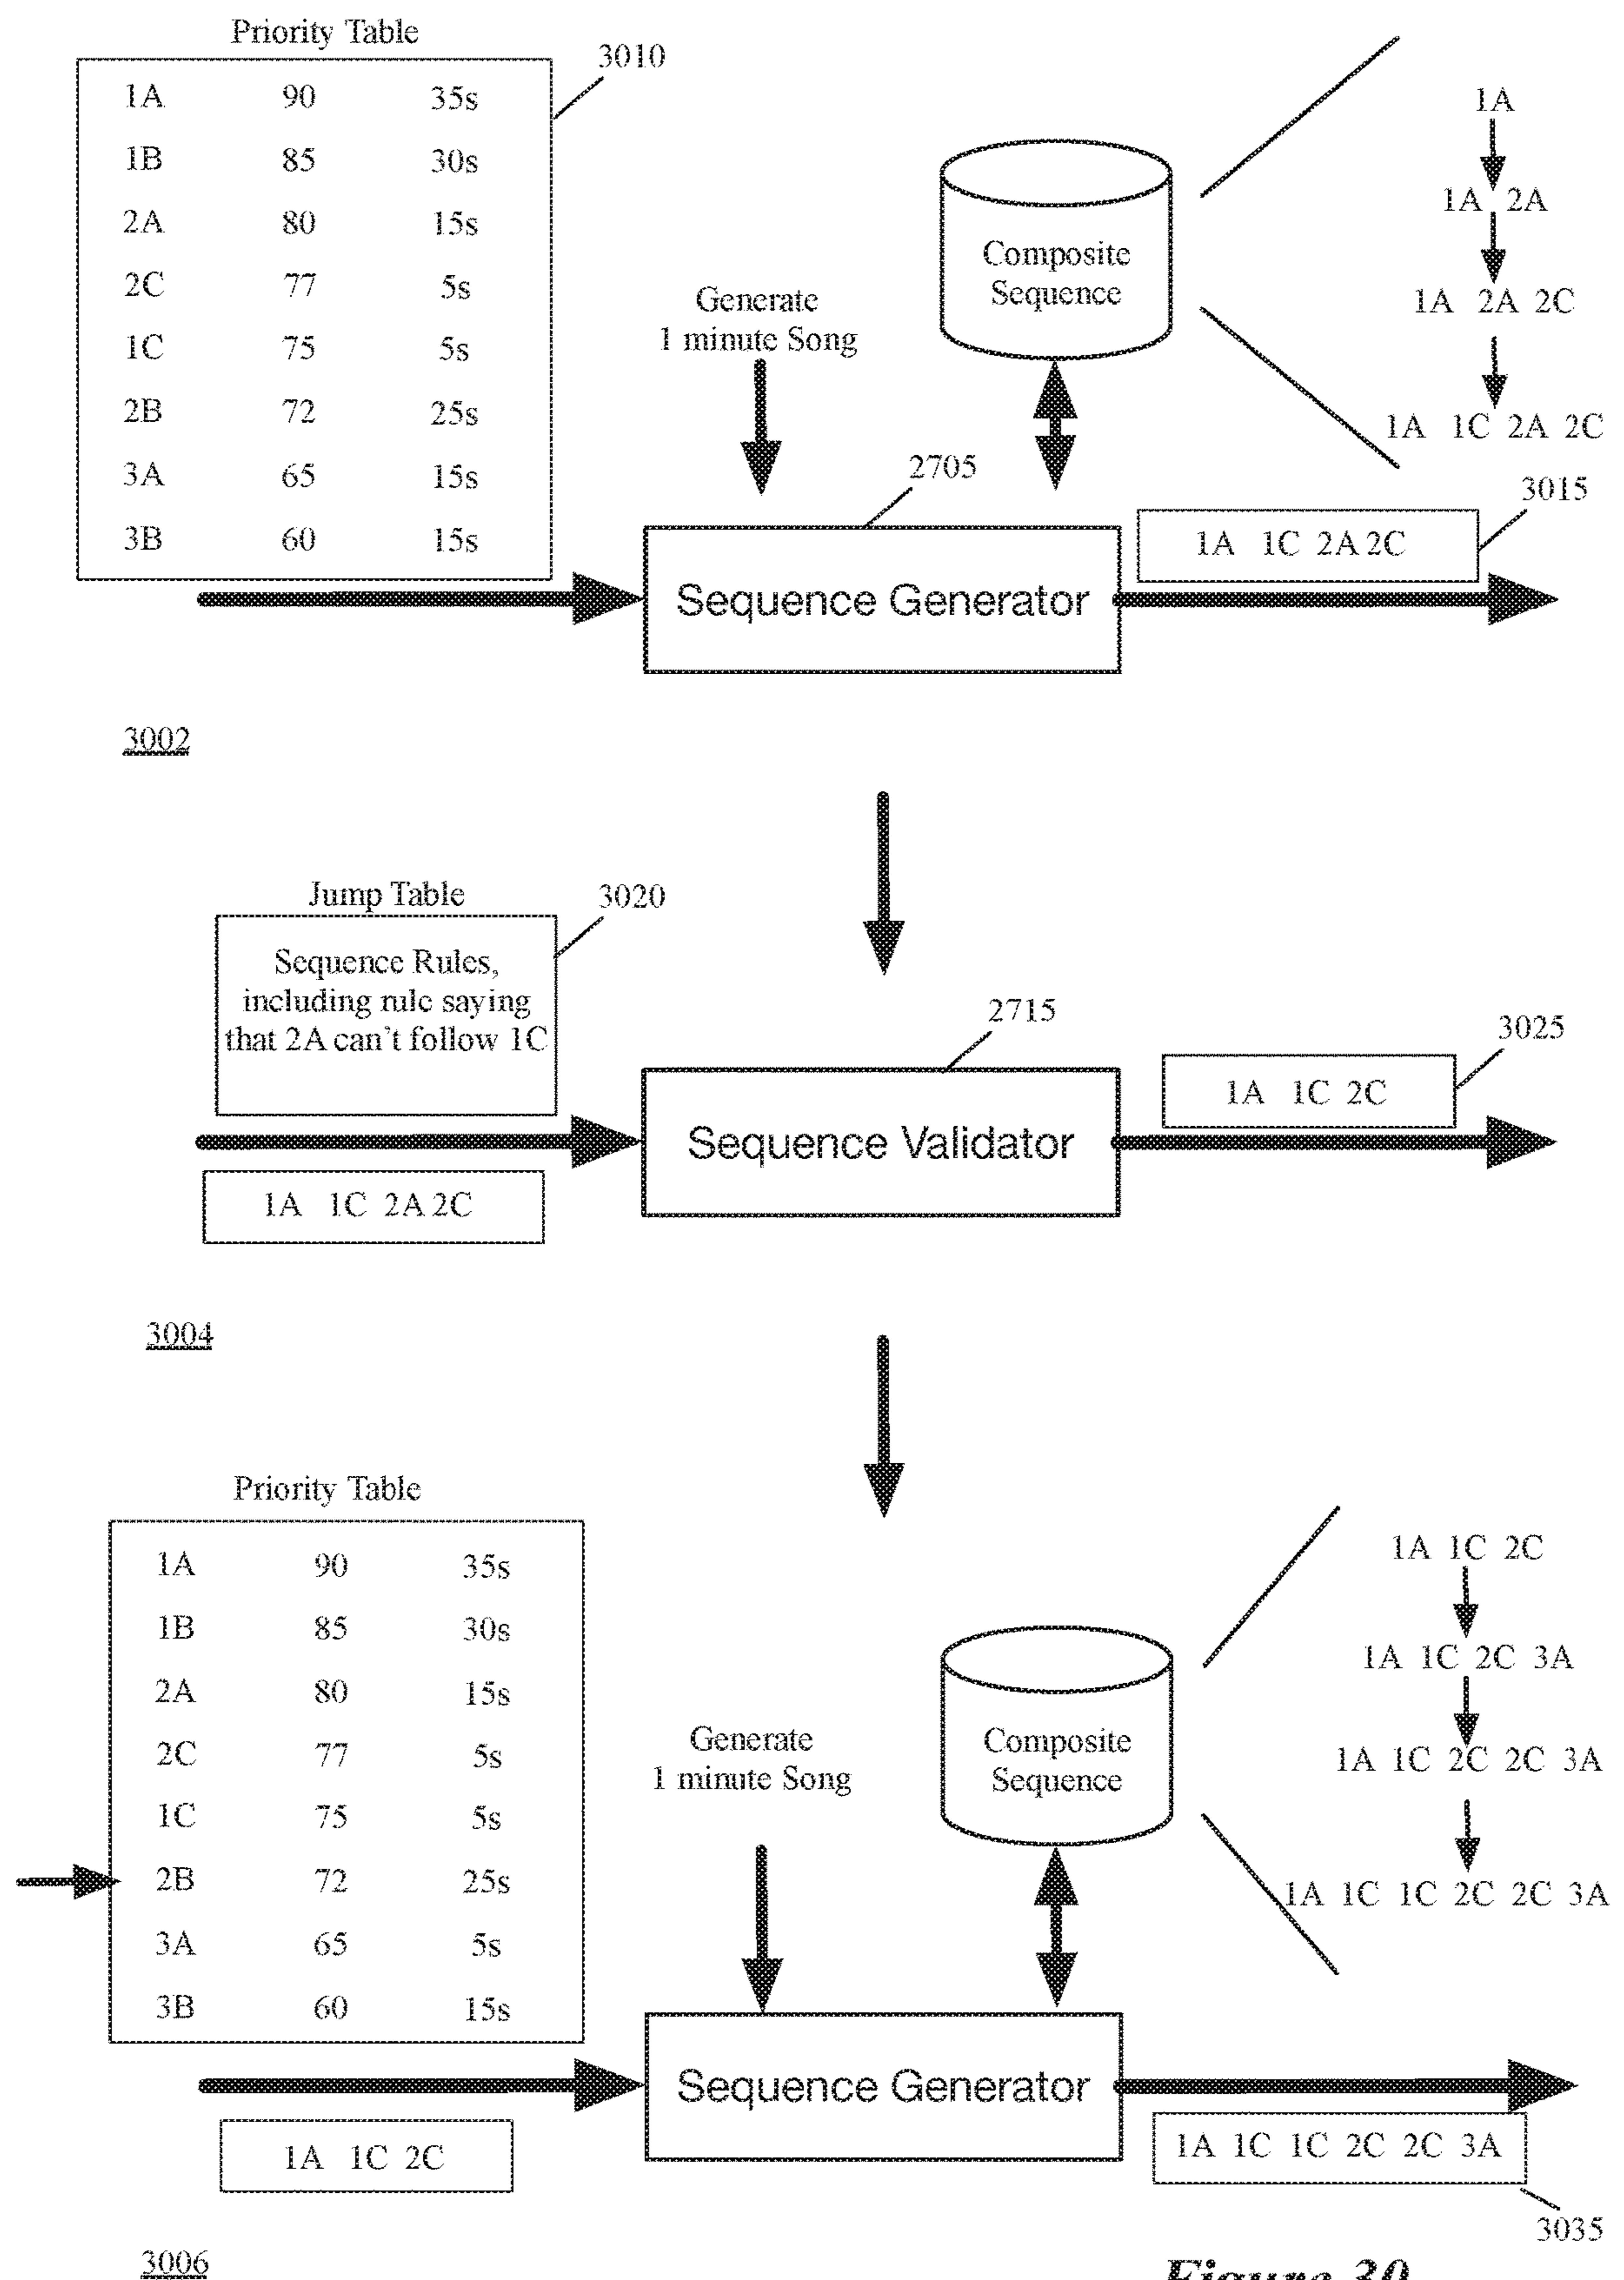 Priority Table
3010
1A 90 35s
1B 85 30s
2A 80 15s
2C 77 5s
1C 75 5s
2B 72 25s
3A 65 15s
3B 60 15s
Generate
1 minute Song
Composite
Sequence
1A
1A 2A
1A 2A 2C
1A 1C 2A 2C
2705
Sequence Generator
1A 1C 2A 2C
3015
3002
Jump Table
3020
Sequence Rules,
including rule saying
that 2A can't follow 1C
1A 1C 2A 2C
2715
Sequence Validator
1A 1C 2C
3025
3004
Priority Table
1A 90 35s
1B 85 30s
2A 80 15s
2C 77 5s
1C 75 5s
2B 72 25s
3A 65 5s
3B 60 15s
Generate
1 minute Song
Composite
Sequence
1A 1C 2C
1A 1C 2C 3A
1A 1C 2C 2C 3A
1A 1C 1C 2C 2C 3A
1A 1C 2C
Sequence Generator
1A 1C 1C 2C 2C 3A
3035
3006
Figure 30